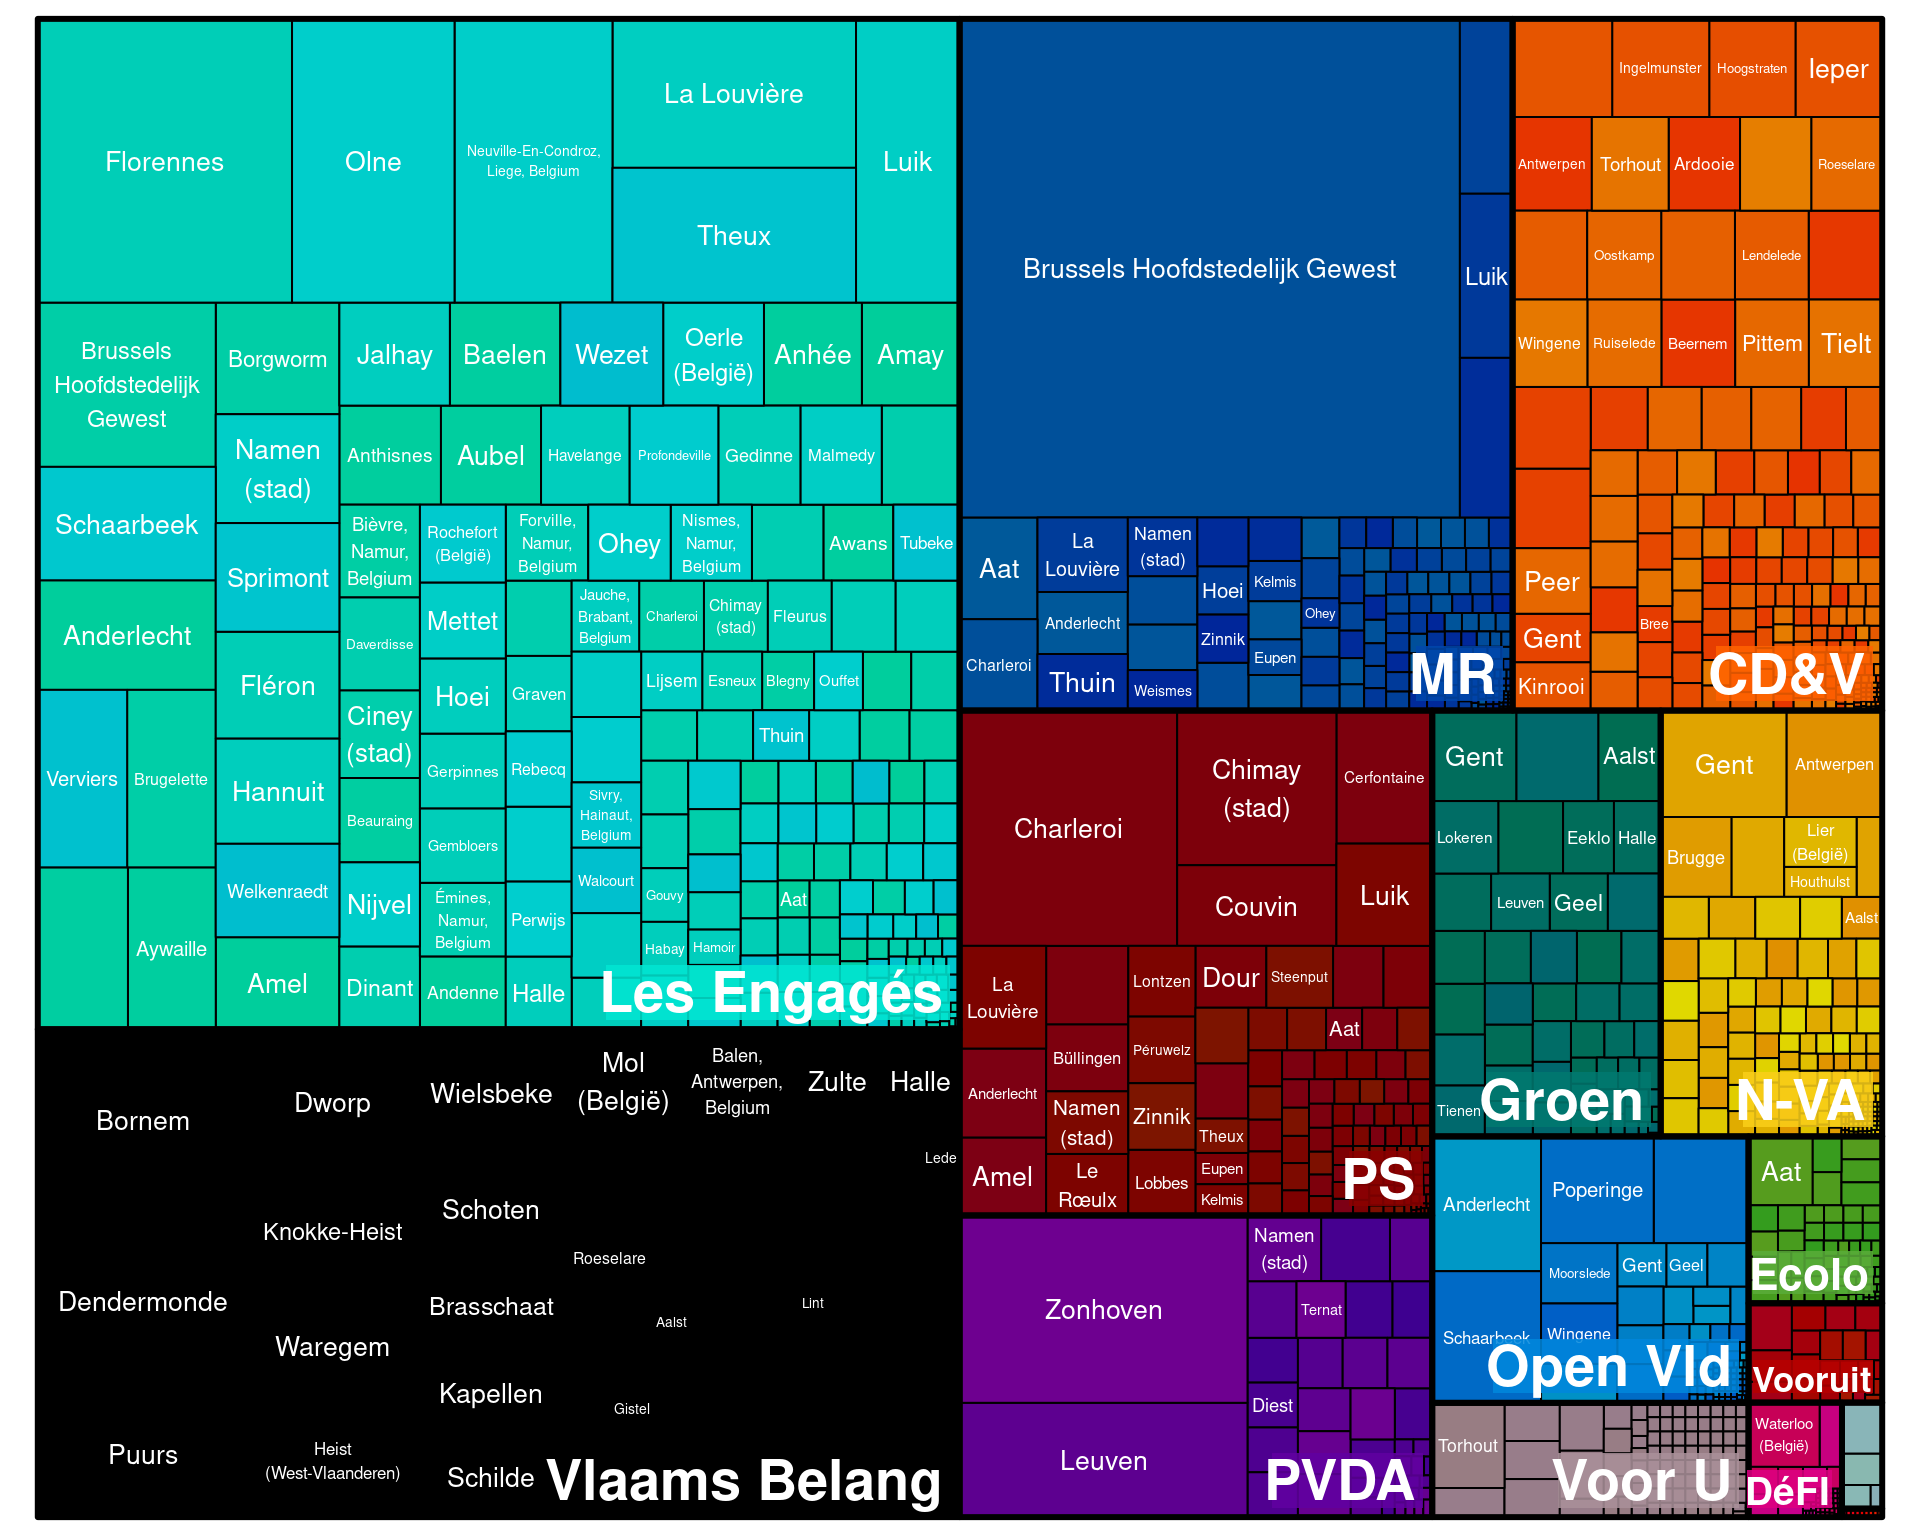 Florennes
Olne
Neuville-En-Condroz,
Liege, Belgium
La Louvière
Theux
Luik
Brussels
Hoofdstedelijk
Gewest
Borgworm
Jalhay
Baelen
Wezet
Oerle
(België)
Anhée
Amay
Namen
(stad)
Anthisnes
Aubel
Havelange
Profondeville
Gedinne
Malmedy
Schaarbeek
Sprimont
Bièvre,
Namur,
Belgium
Rochefort
(België)
Forville,
Namur,
Belgium
Ohey
Nismes,
Namur,
Belgium
Awans
Tubeke
Anderlecht
Fléron
Daverdisse
Mettet
Jauche,
Brabant,
Belgium
Charleroi
Chimay
(stad)
Fleurus
Hoei
Graven
Lijsem
Esneux
Blegny
Ouffet
Ciney
(stad)
Thuin
Verviers
Brugelette
Hannuit
Gerpinnes
Rebecq
Sivry,
Halnaut,
Belgium
Beauraing
Gembloers
Welkenraedt
Nijvel
Walcourt
Émines,
Namur,
Belgium
Perwijs
Gouvy
Aat
Aywaille
Amel
Dinant
Andenne
Halle
Habay
Hamoir
Les Engagés
Bornem
Dworp
Wielsbeke
Mol
(België)
Balen,
Antwerpen,
Belgium
Zulte
Halle
Lede
Schoten
Knokke-Heist
Roeselare
Dendermonde
Brasschaat
Lint
Aalst
Waregem
Kapellen
Gistel
Puurs
Heist
(West-Vlaanderen)
Schilde
Vlaams Belang
Brussels Hoofdstedelijk Gewest
Luik
Aat
La
Louvière
Namen
(stad)
Hoei
Kelmis
Ohey
Anderlecht
Zinnik
Charleroi
Eupen
Thuin
Weismes
MR
Ingelmunster
Hoogstraten
Ieper
Antwerpen
Torhout
Ardooie
Roeselare
Oostkamp
Lendelede
Wingene
Ruiselede
Beernem
Pittem
Tielt
Peer
Gent
Bree
Kinrooi
CD&V
Charleroi
Chimay
(stad)
Cerfontaine
Couvin
Luik
La
Louvière
Lontzen
Dour
Steenput
Büllingen
Péruwelz
Aat
Anderlecht
Namen
(stad)
Zinnik
Theux
Amel
Le
Rœulx
Lobbes
Eupen
Kelmis
PS
Gent
Aalst
Lokeren
Eeklo
Halle
Leuven
Geel
Tienen
Groen
Gent
Antwerpen
Brugge
Lier
(België)
Houthulst
Aalst
N-VA
Zonhoven
Namen
(stad)
Ternat
Diest
Leuven
PVDA
Anderlecht
Poperinge
Moorslede
Gent
Geel
Schaarbeek
Wingene
Open Vld
Aat
Ecolo
Vooruit
Torhout
Voor U
Waterloo
(België)
DéFI